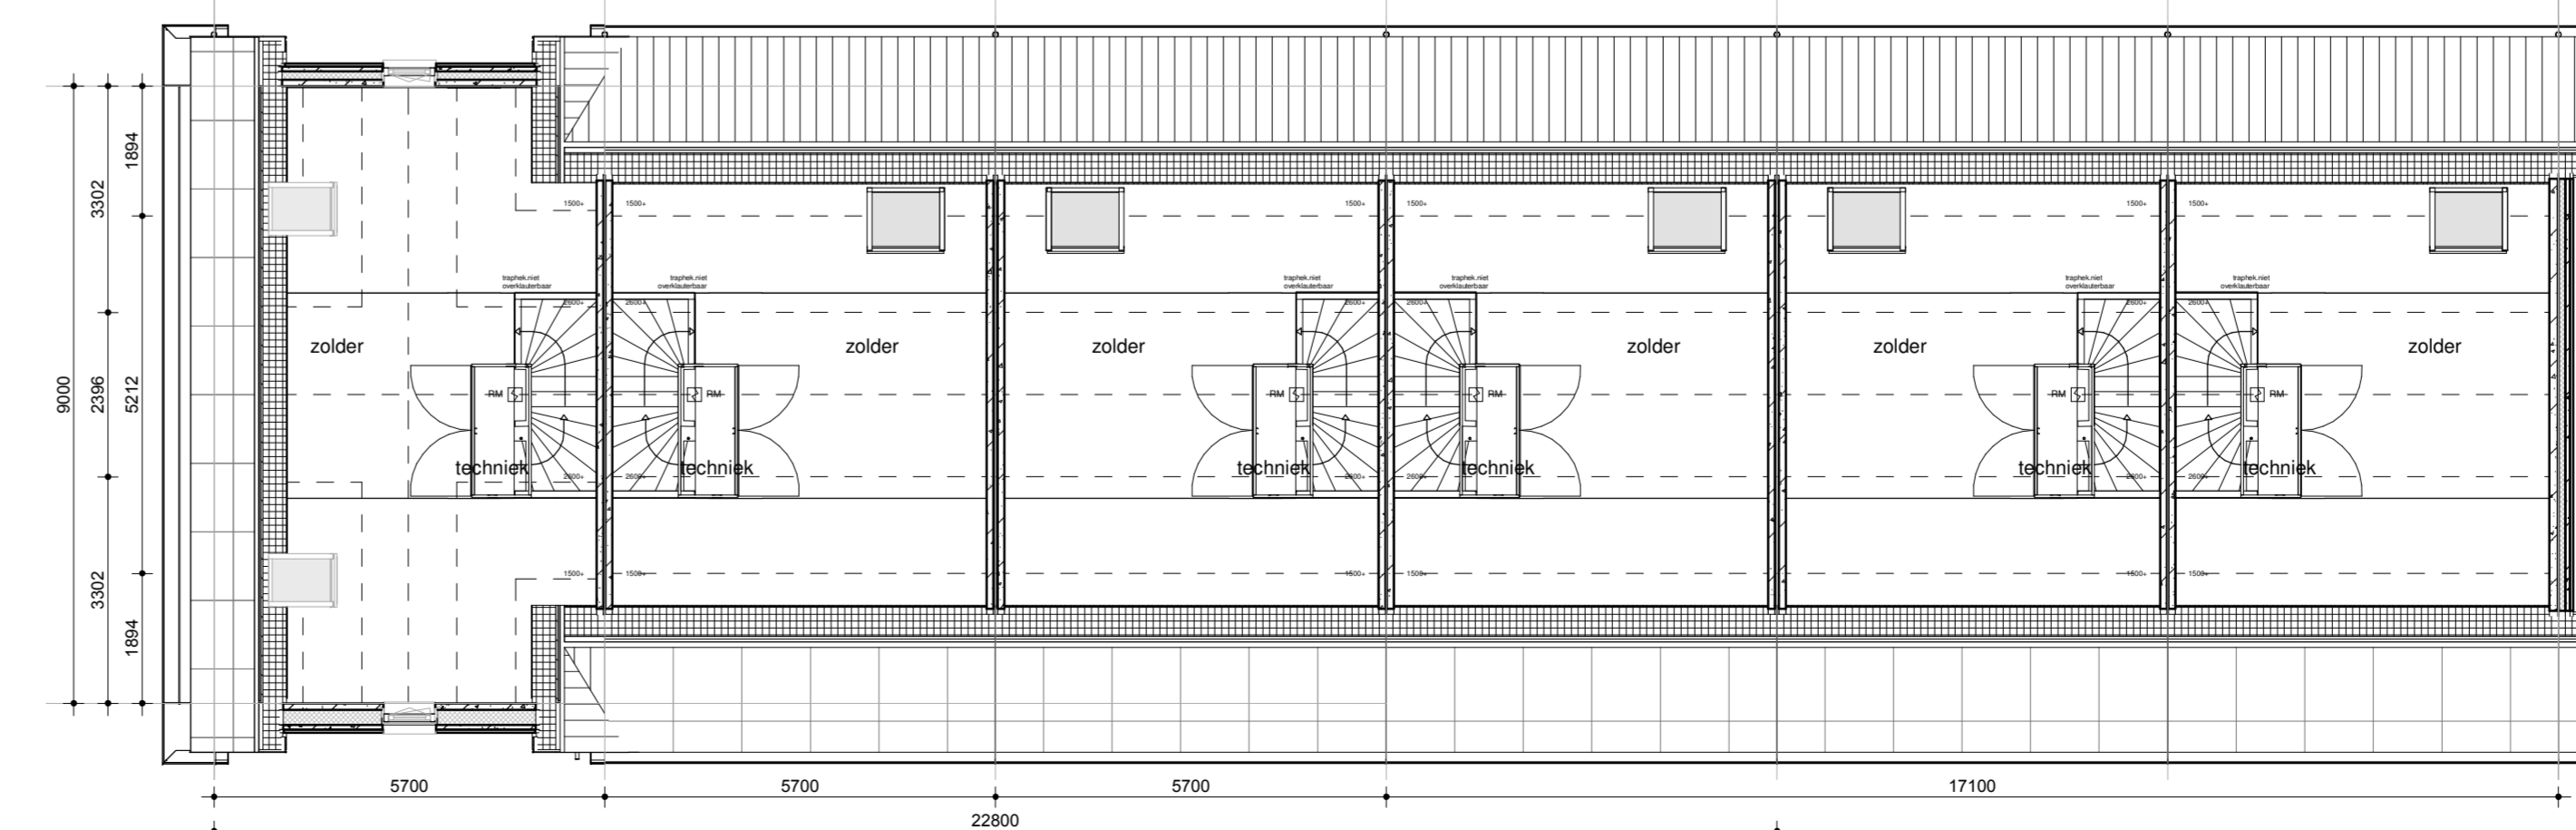 1894
3302
9000
2396
5212
3302
1894
1500+
1500+
1500+
1500+
1500+
1500+
traphek.niet
overklauterbaar
traphek.niet
overklauterbaar
traphek.niet
overklauterbaar
traphek.niet
overklauterbaar
traphek.niet
overklauterbaar
traphek.niet
overklauterbaar
2600+
2600+
2600+
2600+
2600+
2600+
zolder
zolder
zolder
zolder
zolder
zolder
RM
RM
RM
RM
RM
RM
techniek
techniek
techniek
techniek
techniek
techniek
2600+
2600+
2600+
2600+
2600+
2600+
1500+
1500+
1500+
1500+
1500+
1500+
5700
5700
5700
17100
22800